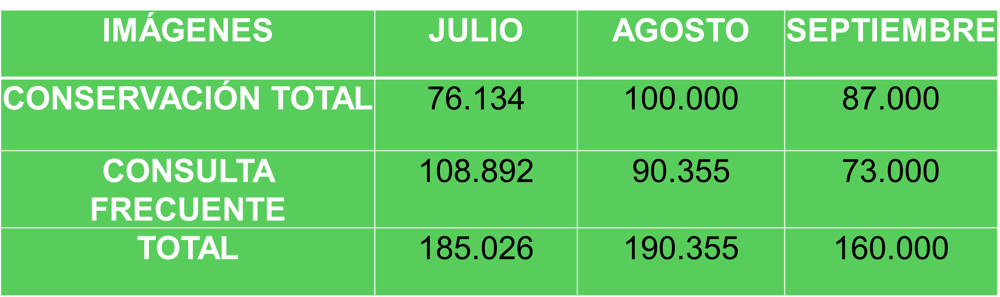 IMÁGENES JULIO AGOSTO SEPTIEMBRE
CONSERVACIÓN TOTAL 76.134 100.000 87.000
CONSULTA 108.892 90.355 73.000
FRECUENTE
TOTAL 185.026 190.355 160.000